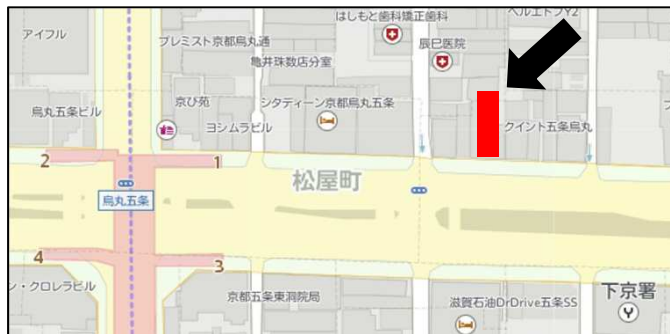 アイフル
プレミスト京都烏丸通
はしもと歯科矯正歯科
ベルエトフY2
亀井珠数店分室
辰巳医院
烏丸五条ビル
京び苑
ヨシムラビル
シタディーン京都烏丸五条
クイント五条烏丸
2
1
松屋町
烏丸五条
4
3
ン・クロレラビル
京都五条東洞院局
滋賀石油DrDrive五条SS
下京署